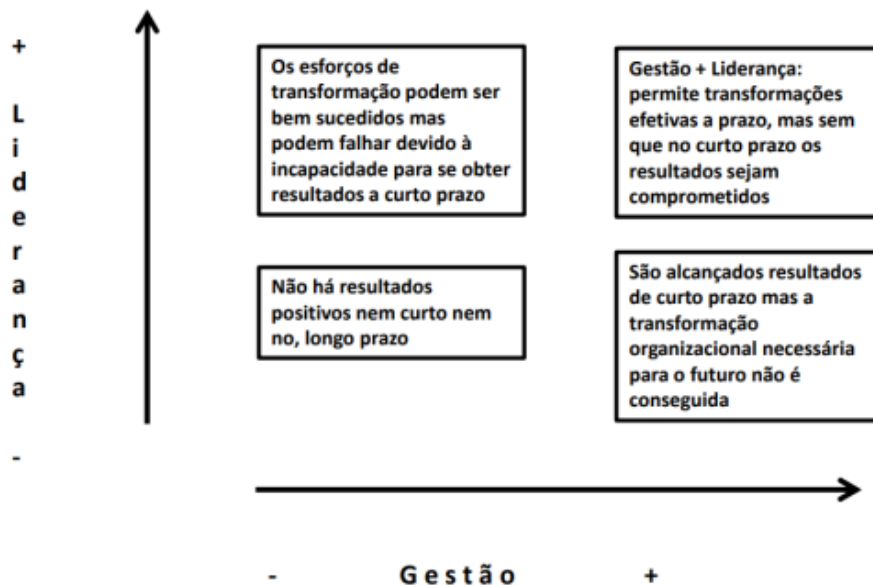 +
Liderança
-
Os esforços de
transformação podem ser
bem sucedidos mas
podem falhar devido à
incapacidade para se obter
resultados a curto prazo
Gestão + Liderança:
permite transformações
efetivas a prazo, mas sem
que no curto prazo os
resultados sejam
comprometidos
Não há resultados
positivos nem curto nem
no, longo prazo
São alcançados resultados
de curto prazo mas a
transformação
organizacional necessária
para o futuro não é
conseguida
- Gestão +